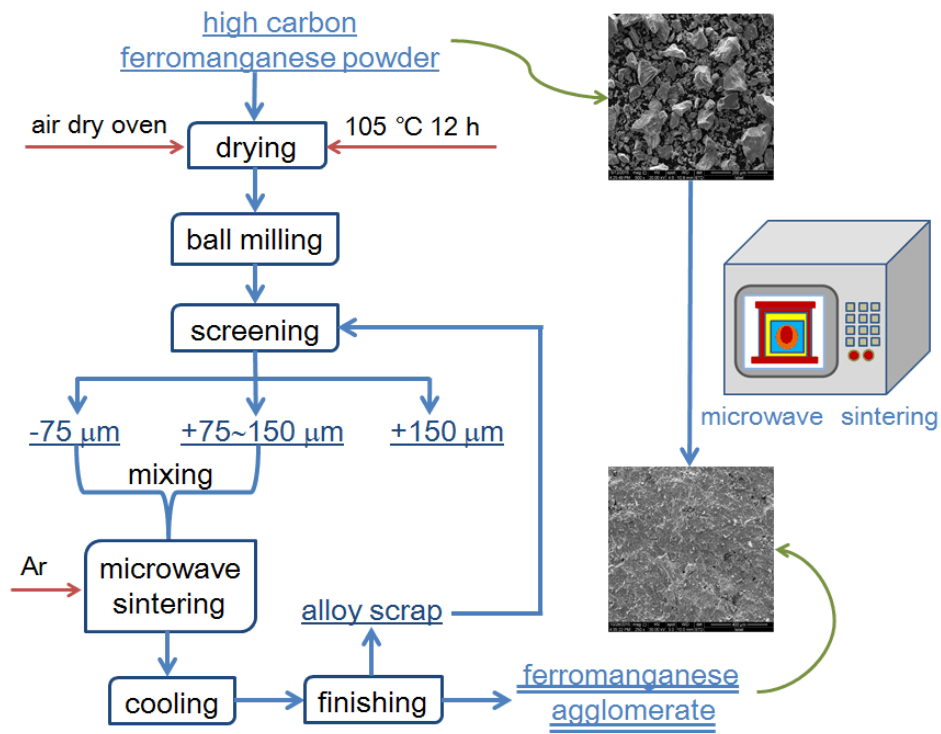 high carbon
ferromanganese powder
air dry oven
105 °C 12 h
drying
ball milling
screening
-75 μm
+75~150 μm
+150 μm
mixing
Ar
microwave
sintering
alloy scrap
cooling
finishing
ferromanganese
agglomerate
microwave sintering